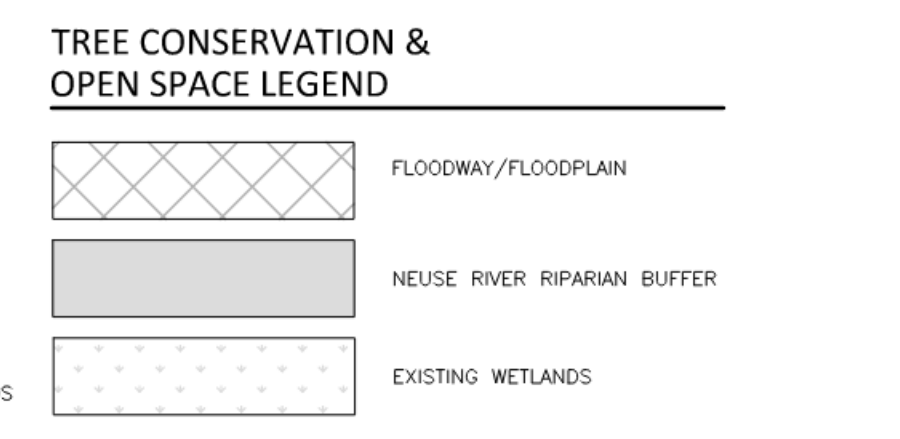 TREE CONSERVATION &
OPEN SPACE LEGEND
FLOODWAY/FLOODPLAIN
NEUSE RIVER RIPARIAN BUFFER
EXISTING WETLANDS